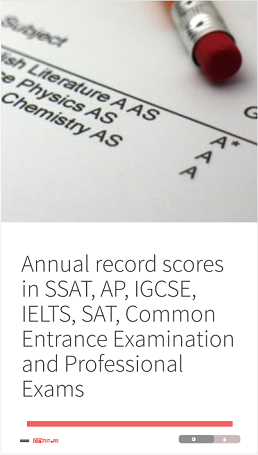 Subject
lish Literature A AS
e Physics AS
Chemistry AS
A*
A
A
Annual record scores
in SSAT, AP, IGCSE,
IELTS, SAT, Common
Entrance Examination
and Professional
Exams